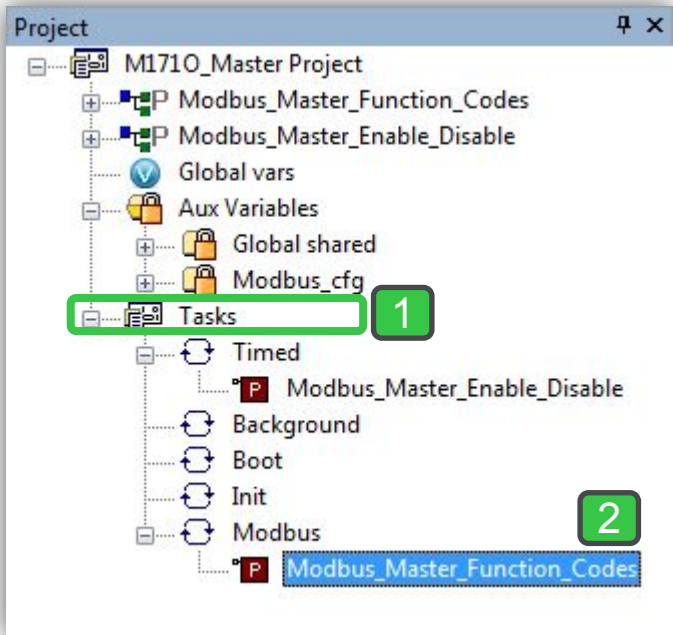 Project
M171O_Master Project
P Modbus_Master_Function_Codes
P Modbus_Master_Enable_Disable
V Global vars
Aux Variables
Global shared
Modbus_cfg
Tasks 1
Timed
P Modbus_Master_Enable_Disable
Background
Boot
Init
Modbus 2
P Modbus_Master_Function_Codes